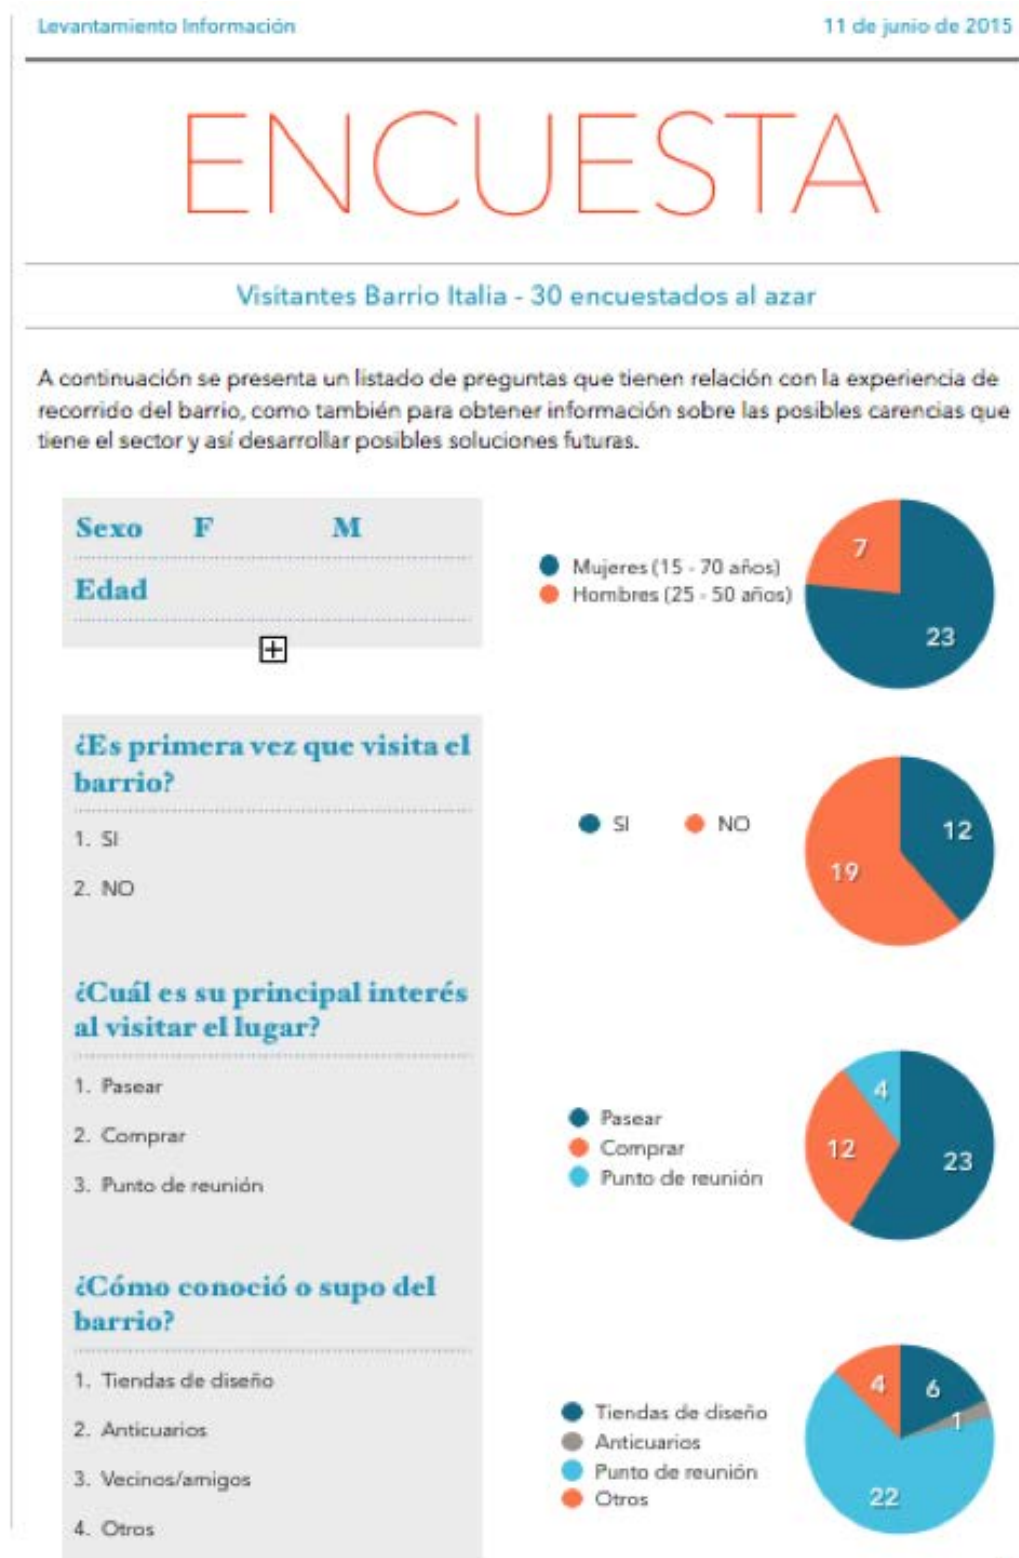 Levantamiento Información
11 de junio de 2015
ENCUESTA
Visitantes Barrio Italia - 30 encuestados al azar
A continuación se presenta un listado de preguntas que tienen relación con la experiencia de
recorrido del barrio, como también para obtener información sobre las posibles carencias que
tiene el sector y así desarrollar posibles soluciones futuras.
Sexo F M
Edad
Mujeres (15 - 70 años)
Hombres (25 - 50 años)
7
23
¿Es primera vez que visita el
barrio?
1. SI
2. NO
SI NO
12
19
¿Cuál es su principal interés
al visitar el lugar?
1. Pasear
2. Comprar
3. Punto de reunión
Pasear
Comprar
Punto de reunión
4
12
23
¿Cómo conoció o supo del
barrio?
1. Tiendas de diseño
2. Anticuarios
3. Vecinos/amigos
4. Otros
Tiendas de diseño
Anticuarios
Punto de reunión
Otros
4
6
1
22